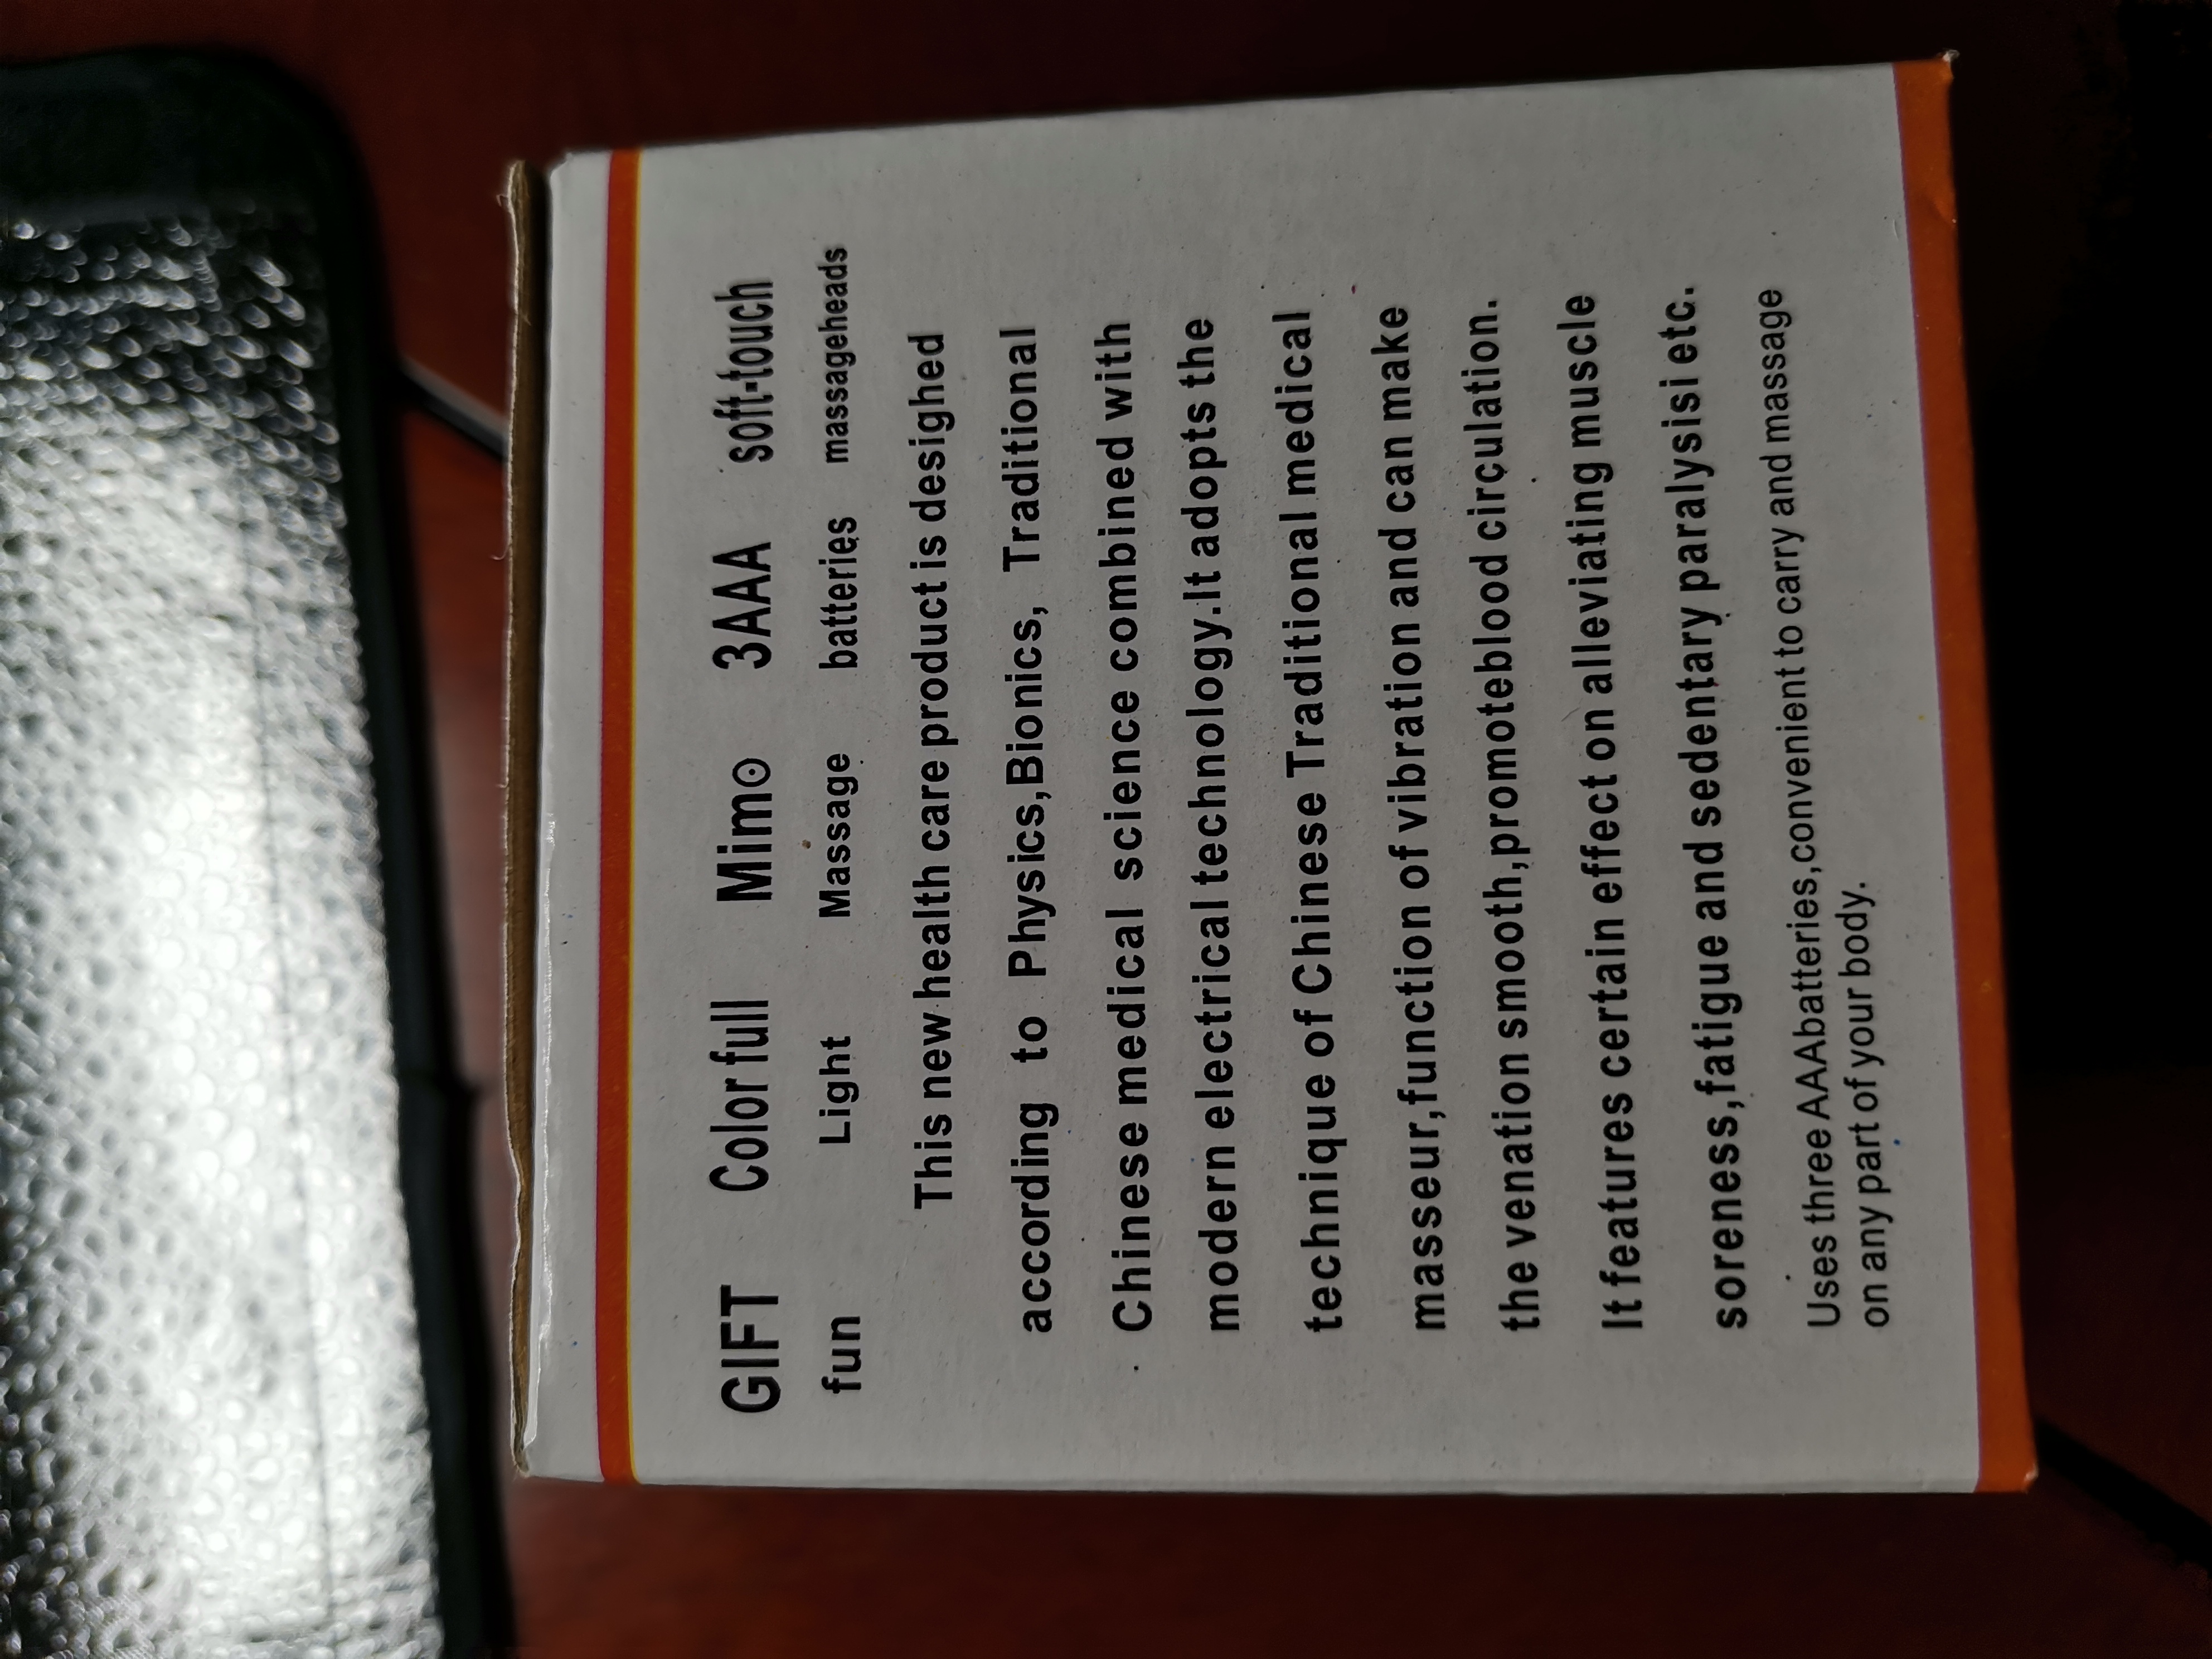 GIFT Colorfull Mimo 3AAA soft-touch
fun Light Massage batteries massageheads
This new health care product is desighed
according to Physics,Bionics, Traditional
Chinese medical science combined with
modern electrical technology.It adopts the
technique of Chinese Traditional medical
masseur,function of vibration and can make
the venation smooth,promoteblood circulation.
It features certain effect on alleviating muscle
soreness,fatigue and sedentary paralysisi etc.
Uses three AAAbatteries,convenient to carry and massage
on any part of your body.